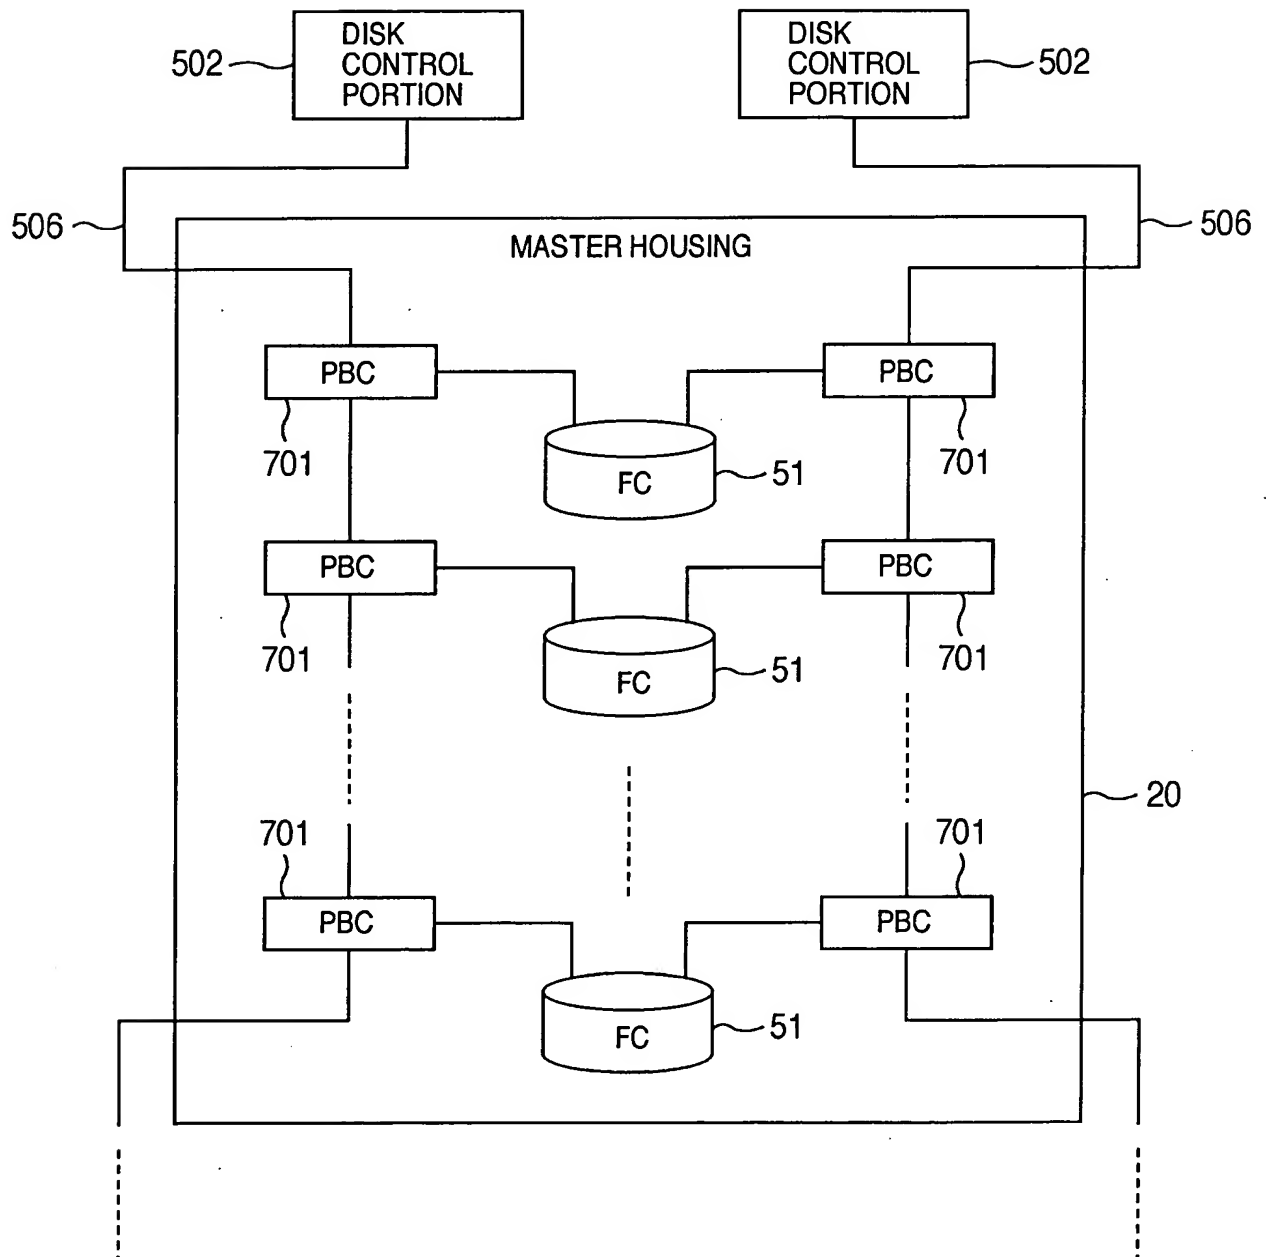 DISK
CONTROL
PORTION
502
DISK
CONTROL
PORTION
502
506
506
MASTER HOUSING
PBC
PBC
701
701
FC
51
PBC
PBC
701
701
FC
51
20
701
701
PBC
PBC
FC
51